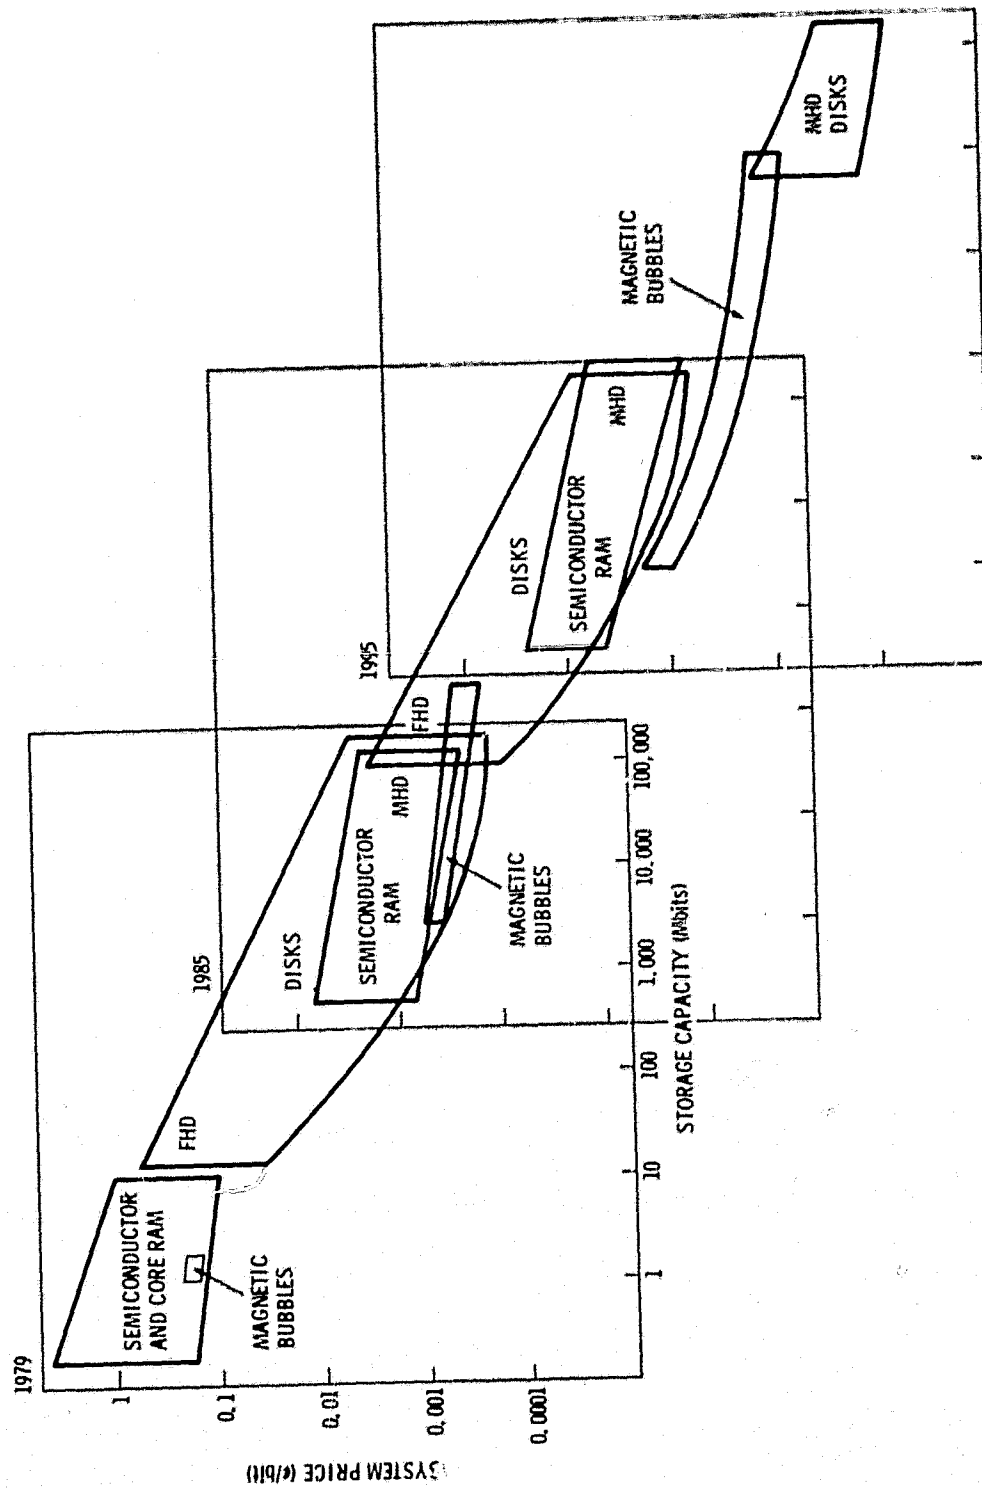 1979
1985
1995
SYSTEM PRICE (¢/bit)
1
0.1
0.01
0.001
0.0001
SEMICONDUCTOR
AND CORE RAM
MAGNETIC
BUBBLES
FHD
DISKS
SEMICONDUCTOR
RAM
MHD
FHD
MAGNETIC
BUBBLES
DISKS
SEMICONDUCTOR
RAM
MHD
MAGNETIC
BUBBLES
MHD
DISKS
1
10
100
1.000
10.000
100,000
STORAGE CAPACITY (Mbits)